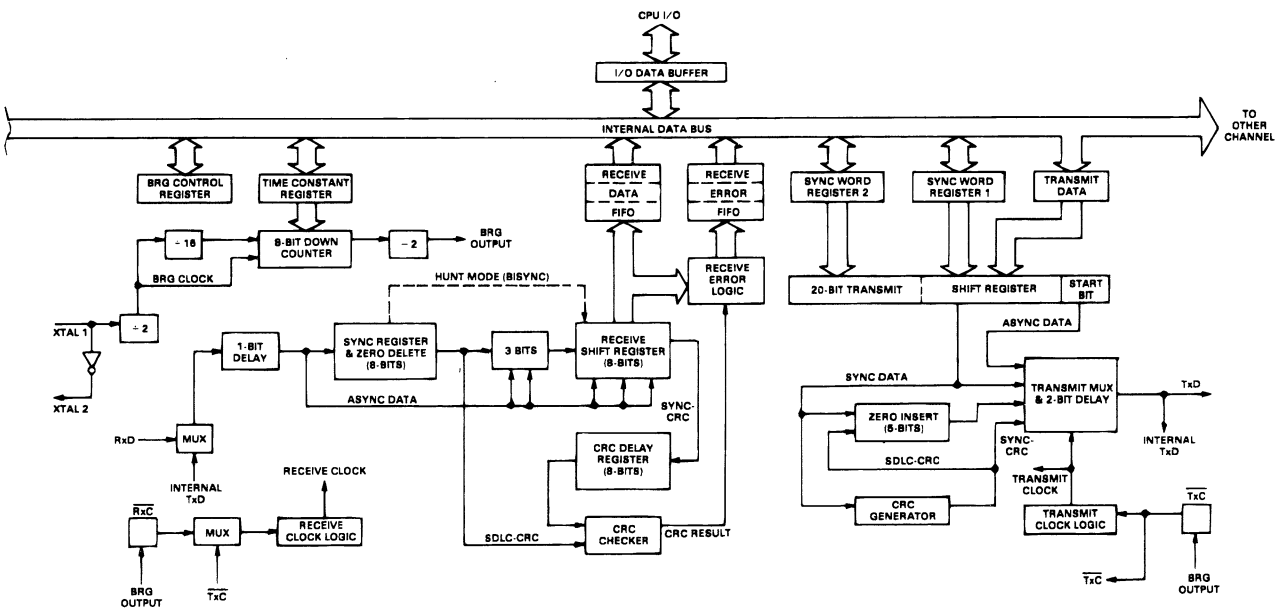 CPU I/O
I/O DATA BUFFER
INTERNAL DATA BUS
TO
OTHER
CHANNEL
BRG CONTROL
REGISTER
TIME CONSTANT
REGISTER
RECEIVE
DATA
FIFO
RECEIVE
ERROR
FIFO
SYNC WORD
REGISTER 2
SYNC WORD
REGISTER 1
TRANSMIT
DATA
÷ 16
8-BIT DOWN
COUNTER
÷ 2
BRG
OUTPUT
BRG CLOCK
HUNT MODE (BISYNC)
RECEIVE
ERROR
LOGIC
20-BIT TRANSMIT
SHIFT REGISTER
START
BIT
XTAL 1
÷ 2
XTAL 2
1-BIT
DELAY
SYNC REGISTER
& ZERO DELETE
(8-BITS)
3 BITS
RECEIVE
SHIFT REGISTER
(8-BITS)
ASYNC DATA
ASYNC DATA
SYNC-
CRC
SYNC DATA
TRANSMIT MUX
& 2-BIT DELAY
TxD
INTERNAL
TxD
RxD
MUX
INTERNAL
TxD
ZERO INSERT
(5-BITS)
SYNC-
CRC
SDLC-CRC
CRC DELAY
REGISTER
(8-BITS)
TRANSMIT
CLOCK
CRC
GENERATOR
TRANSMIT
CLOCK LOGIC
TxC
RECEIVE CLOCK
RxC
MUX
RECEIVE
CLOCK LOGIC
SDLC-CRC
CRC
CHECKER
CRC RESULT
BRG
OUTPUT
TxC
TxC
BRG
OUTPUT